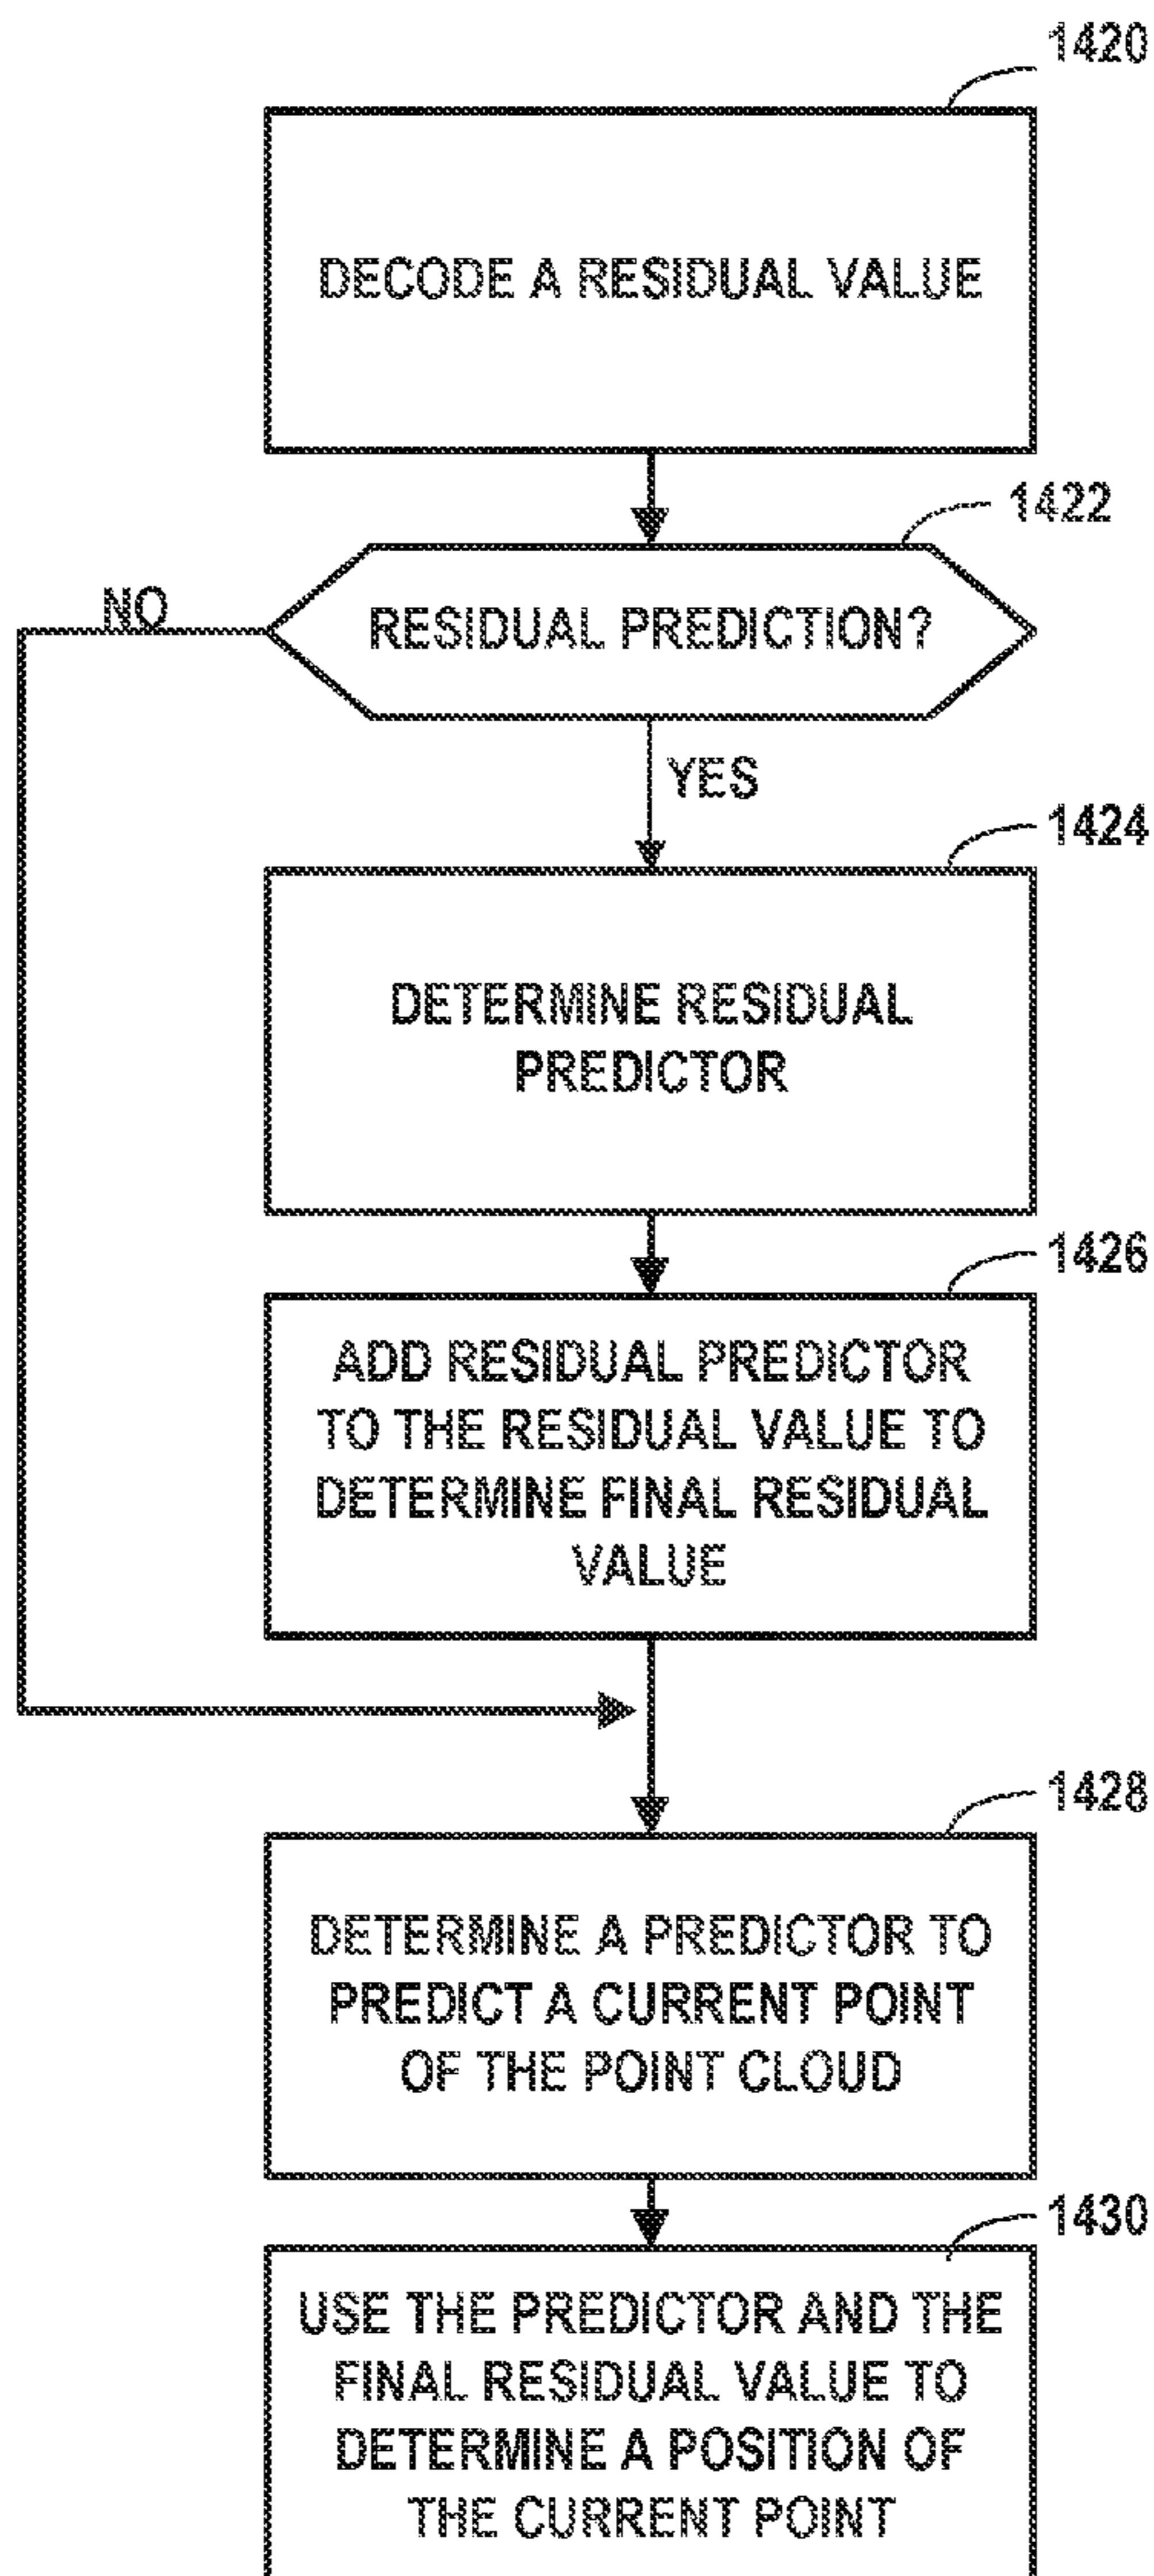 1420
DECODE A RESIDUAL VALUE
1422
NO
RESIDUAL PREDICTION?
YES
1424
DETERMINE RESIDUAL
PREDICTOR
1426
ADD RESIDUAL PREDICTOR
TO THE RESIDUAL VALUE TO
DETERMINE FINAL RESIDUAL
VALUE
1428
DETERMINE A PREDICTOR TO
PREDICT A CURRENT POINT
OF THE POINT CLOUD
1430
USE THE PREDICTOR AND THE
FINAL RESIDUAL VALUE TO
DETERMINE A POSITION OF
THE CURRENT POINT